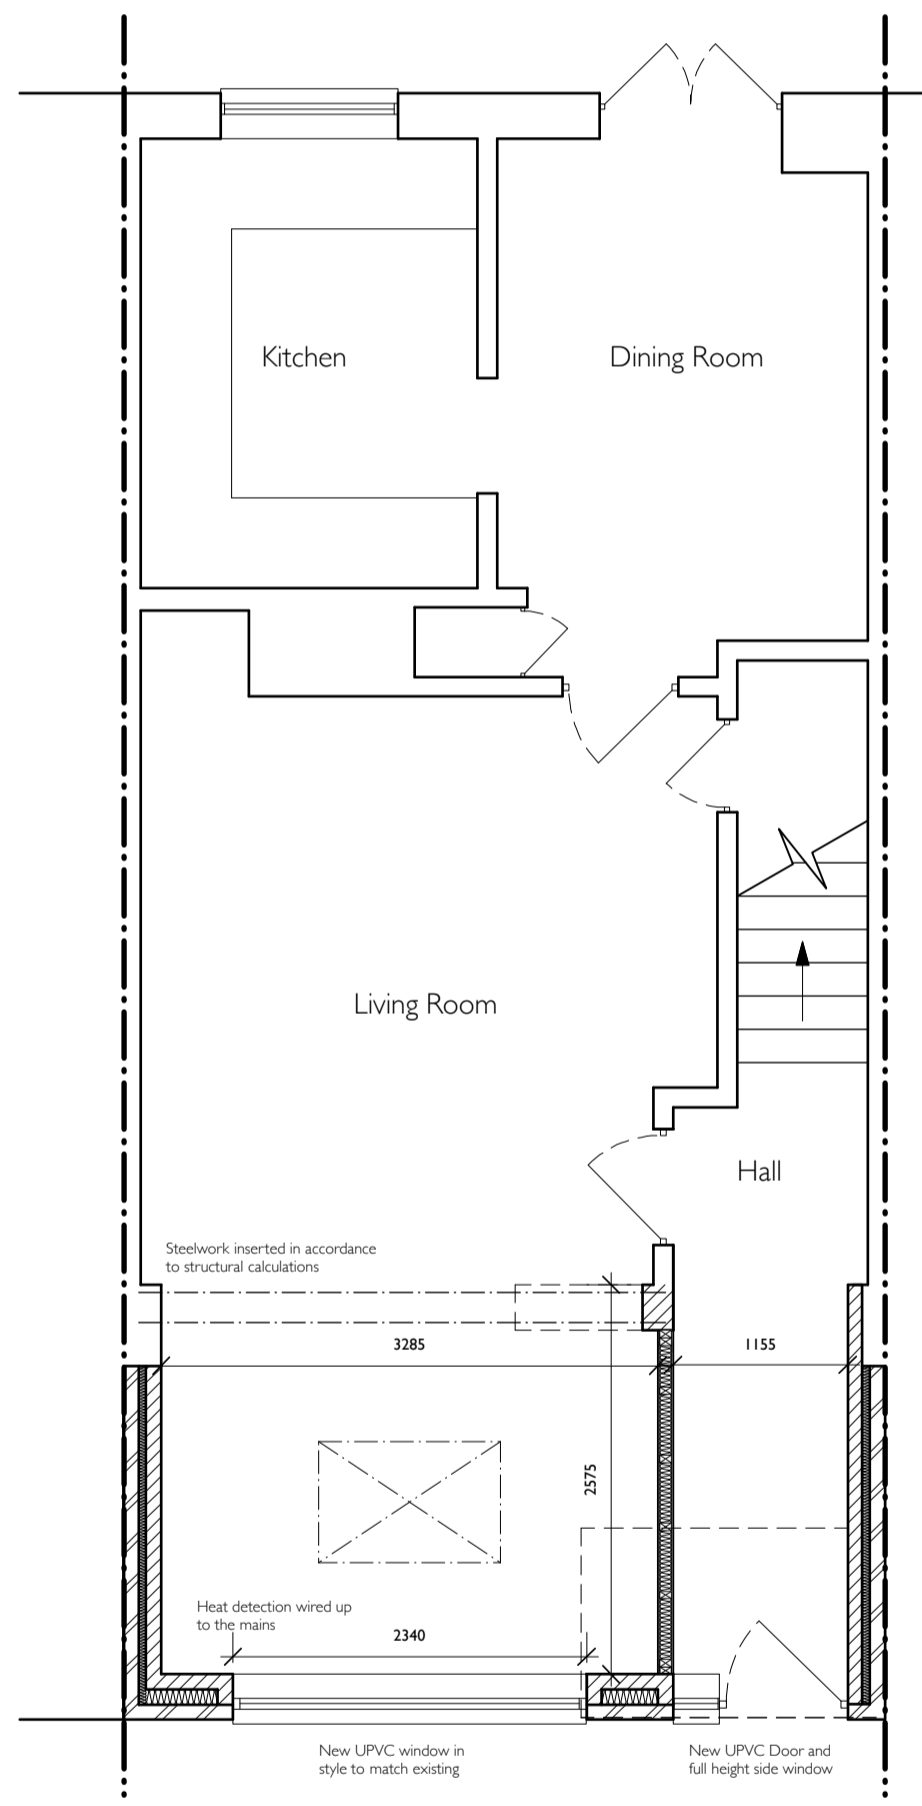 Kitchen
Dining Room
Living Room
Hall
Steelwork inserted in accordance
to structural calculations
3285
1155
2575
Heat detection wired up
to the mains
2340
New UPVC window in
style to match existing
New UPVC Door and
full height side window